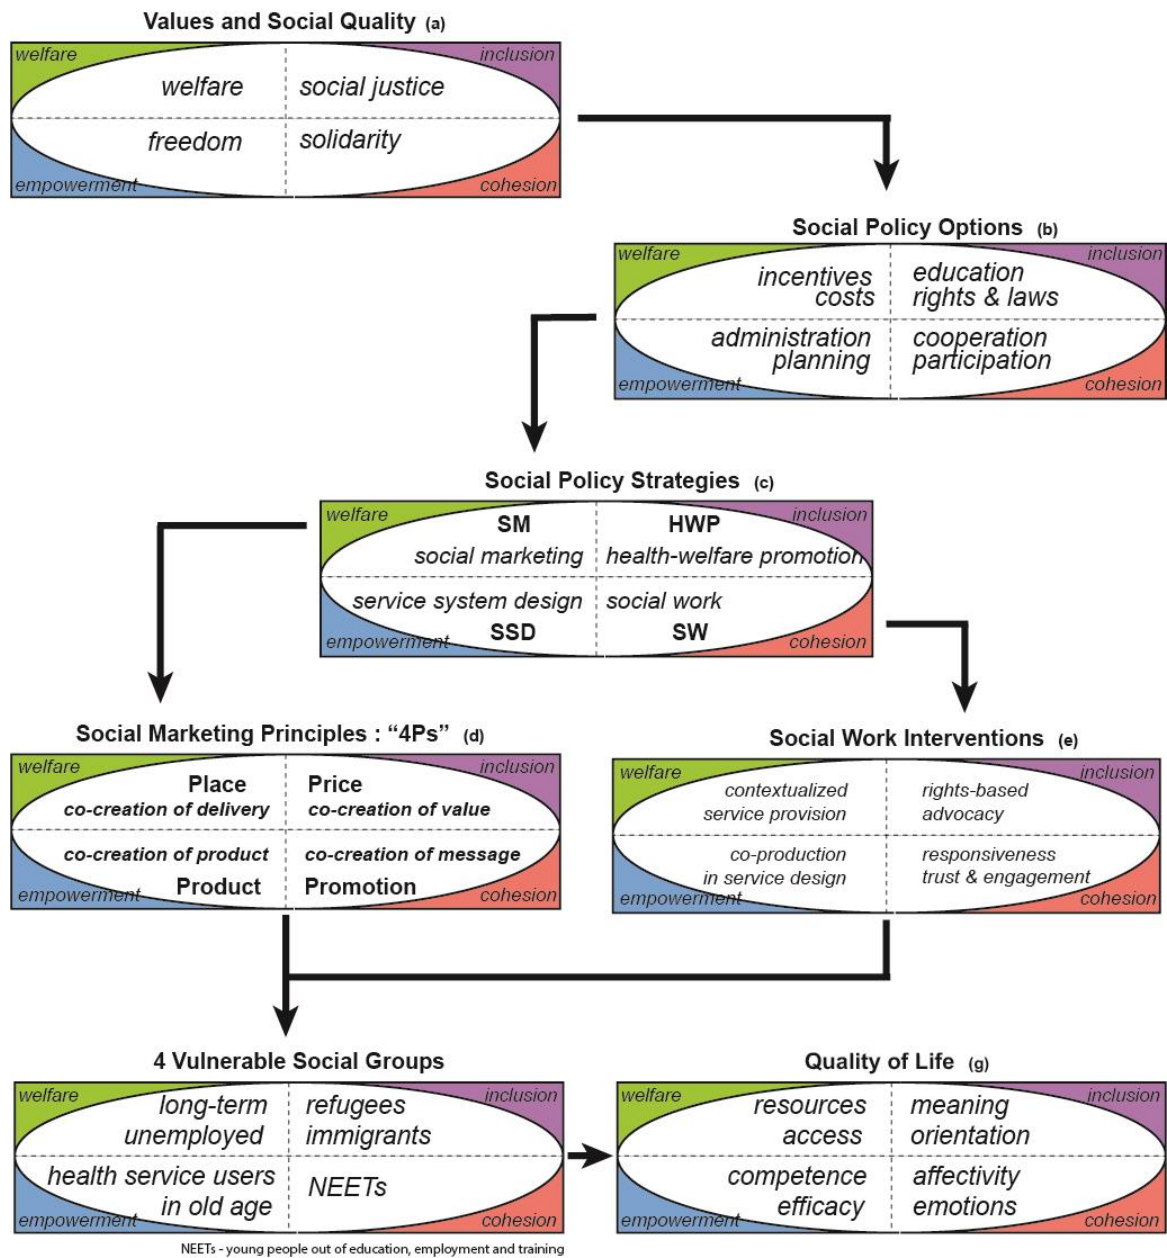 Values and Social Quality (a)
welfare
inclusion
welfare
social justice
freedom
solidarity
empowerment
cohesion
Social Policy Options (b)
welfare
inclusion
incentives
costs
education
rights & laws
administration
planning
cooperation
participation
empowerment
cohesion
Social Policy Strategies (c)
welfare
inclusion
SM
social marketing
HWP
health-welfare promotion
service system design
SSD
social work
SW
empowerment
cohesion
Social Marketing Principles : “4Ps” (d)
welfare
inclusion
Place
co-creation of delivery
Price
co-creation of value
co-creation of product
Product
co-creation of message
Promotion
empowerment
cohesion
Social Work Interventions (e)
welfare
inclusion
contextualized
service provision
rights-based
advocacy
co-production
in service design
responsiveness
trust & engagement
empowerment
cohesion
4 Vulnerable Social Groups
welfare
inclusion
long-term
unemployed
refugees
immigrants
health service users
in old age
NEETs
empowerment
cohesion
NEETs - young people out of education, employment and training
Quality of Life (g)
welfare
inclusion
resources
access
meaning
orientation
competence
efficacy
affectivity
emotions
empowerment
cohesion